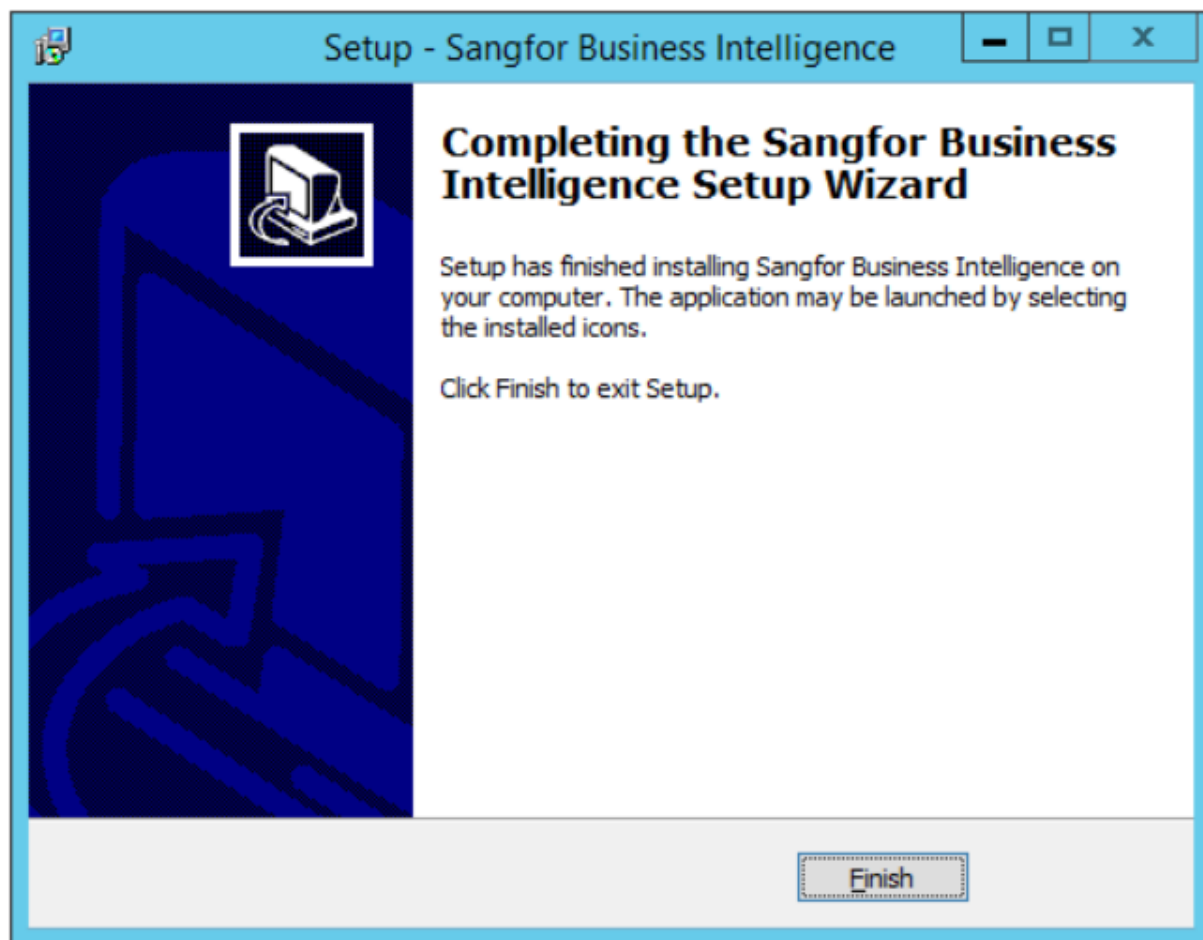 Setup - Sangfor Business Intelligence
Completing the Sangfor Business
Intelligence Setup Wizard
Setup has finished installing Sangfor Business Intelligence on
your computer. The application may be launched by selecting
the installed icons.
Click Finish to exit Setup.
Finish